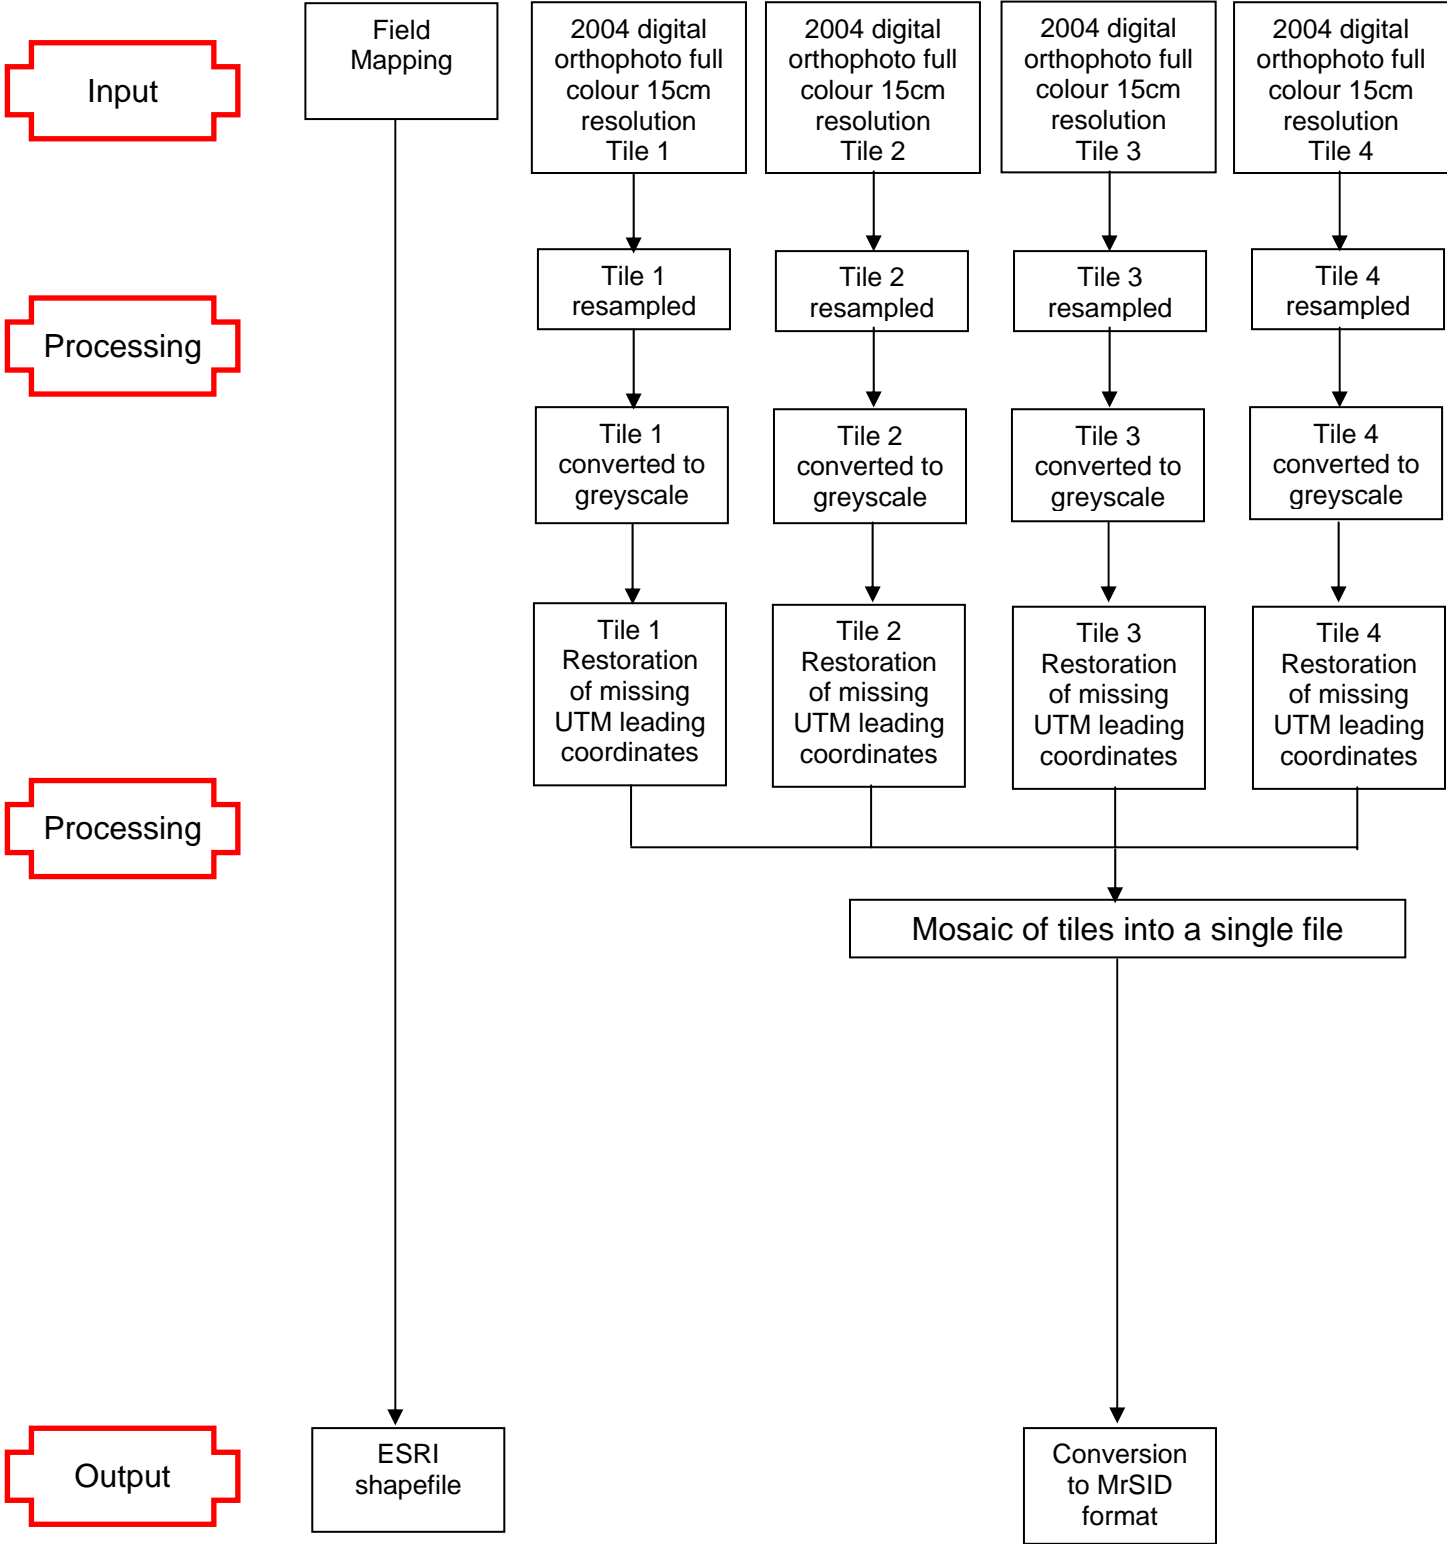 Input
Field
Mapping
2004 digital
orthophoto full
colour 15cm
resolution
Tile 1
2004 digital
orthophoto full
colour 15cm
resolution
Tile 2
2004 digital
orthophoto full
colour 15cm
resolution
Tile 3
2004 digital
orthophoto full
colour 15cm
resolution
Tile 4
Processing
Tile 1
resampled
Tile 2
resampled
Tile 3
resampled
Tile 4
resampled
Tile 1
converted to
greyscale
Tile 2
converted to
greyscale
Tile 3
converted to
greyscale
Tile 4
converted to
greyscale
Processing
Tile 1
Restoration
of missing
UTM leading
coordinates
Tile 2
Restoration
of missing
UTM leading
coordinates
Tile 3
Restoration
of missing
UTM leading
coordinates
Tile 4
Restoration
of missing
UTM leading
coordinates
Mosaic of tiles into a single file
Output
ESRI
shapefile
Conversion
to MrSID
format